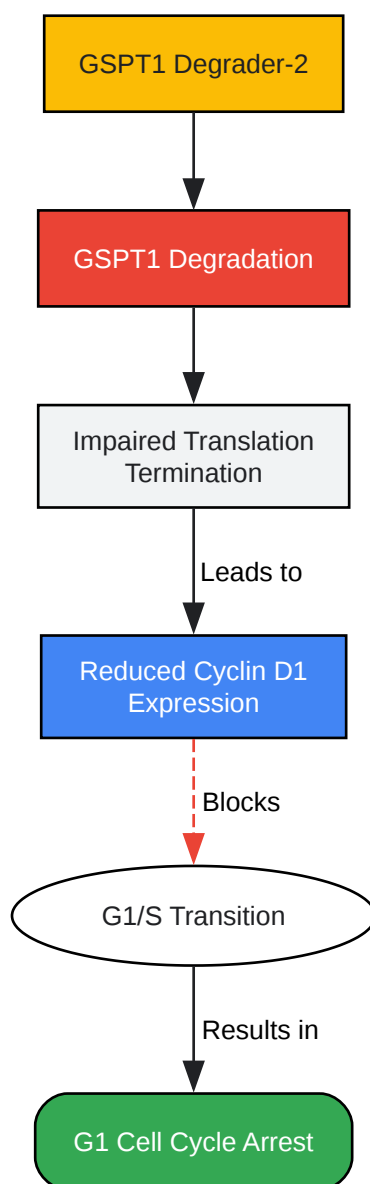 GSPT1 Degrader-2
GSPT1 Degradation
Impaired Translation
Termination
Leads to
Reduced Cyclin D1
Expression
Blocks
G1/S Transition
Results in
G1 Cell Cycle Arrest